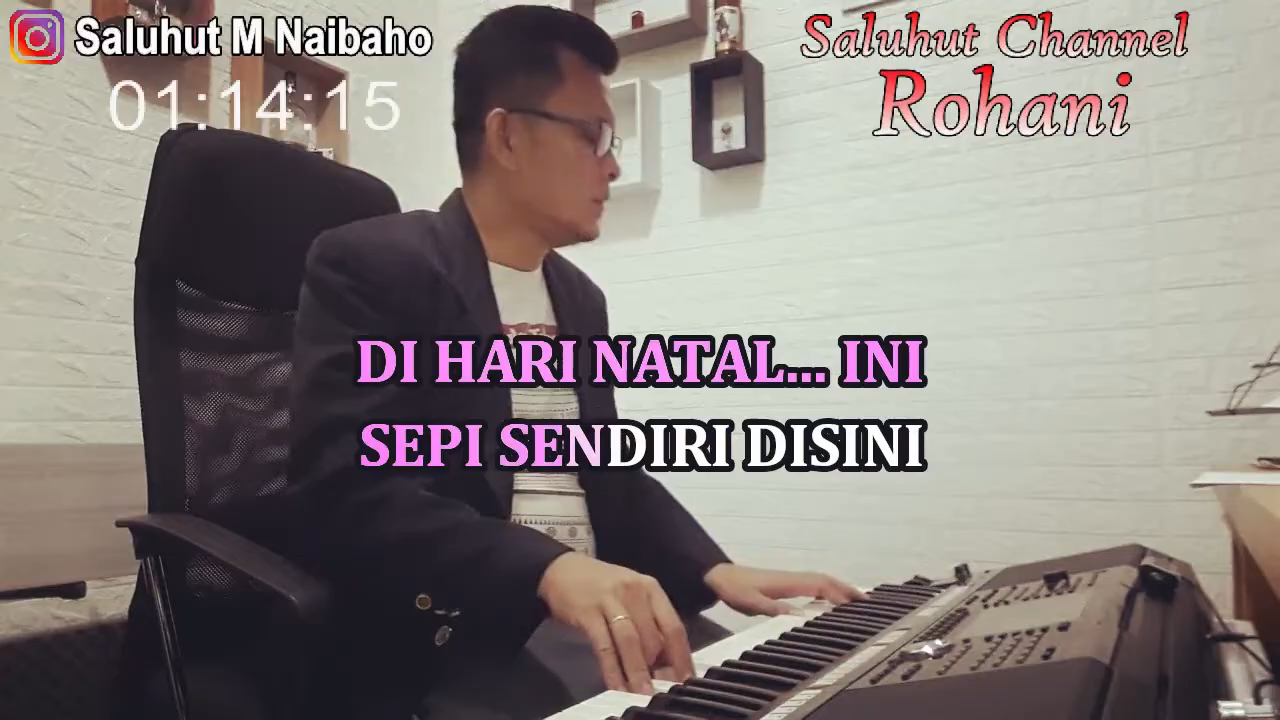 Saluhut M Naibaho
01:14:15
Saluhut Channel
Rohani
DI HARI NATAL... INI
SEPI SENDIRI DISINI